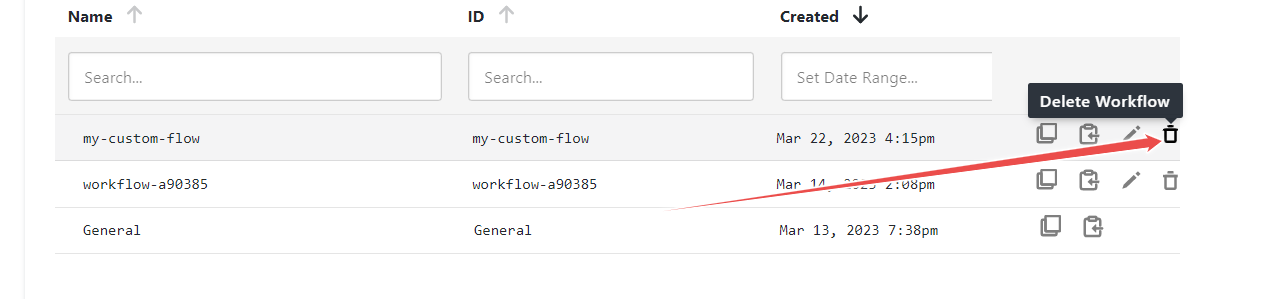 Name ID Created
Search... Search... Set Date Range...
Delete Workflow
my-custom-flow my-custom-flow Mar 22, 2023 4:15pm
workflow-a90385 workflow-a90385 Mar 14, 2023 2:08pm
General General Mar 13, 2023 7:38pm